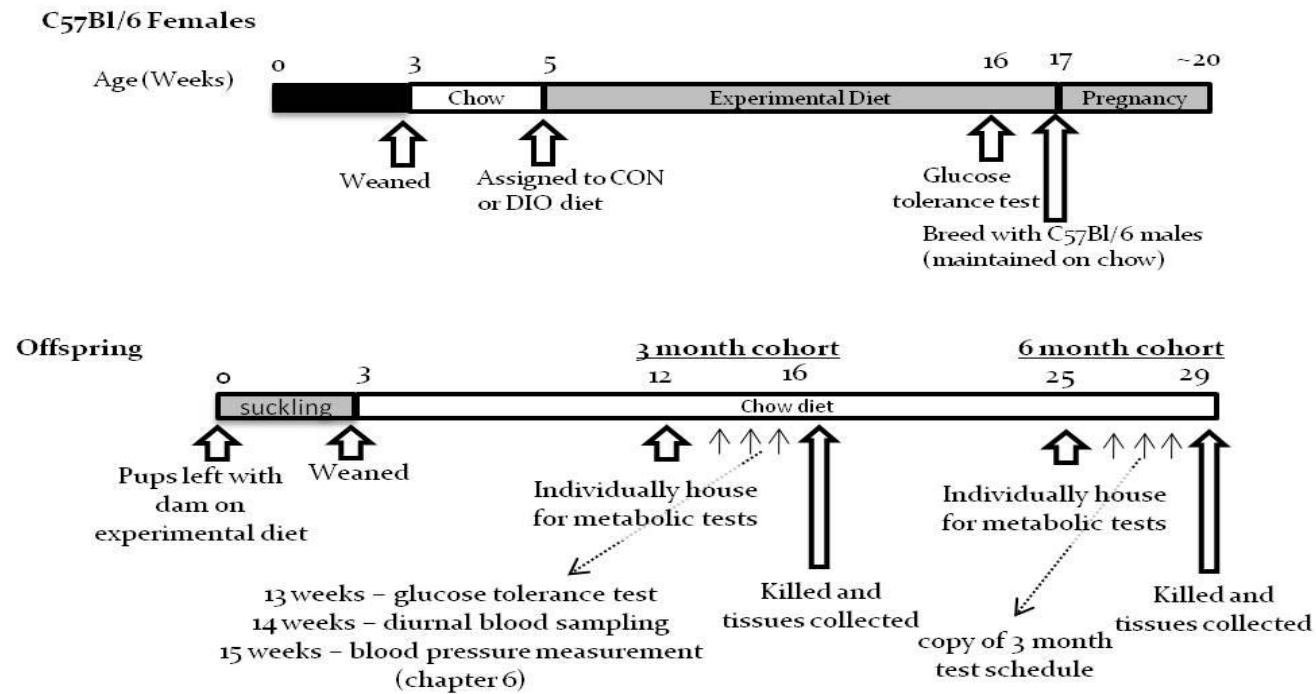 C57Bl/6 Females
Age (Weeks)
0 3 5 16 17 ~20
Chow Experimental Diet Pregnancy
Weaned
Assigned to CON
or DIO diet
Glucose
tolerance test
Breed with C57Bl/6 males
(maintained on chow)
Offspring
3 month cohort 6 month cohort
0 3 12 16 25 29
suckling Chow diet
Pups left with
dam on
experimental diet
Weaned
Individually house
for metabolic tests
13 weeks – glucose tolerance test
14 weeks – diurnal blood sampling
15 weeks – blood pressure measurement
(chapter 6)
Killed and
tissues collected
Individually house
for metabolic tests
copy of 3 month
test schedule
Killed and
tissues collected